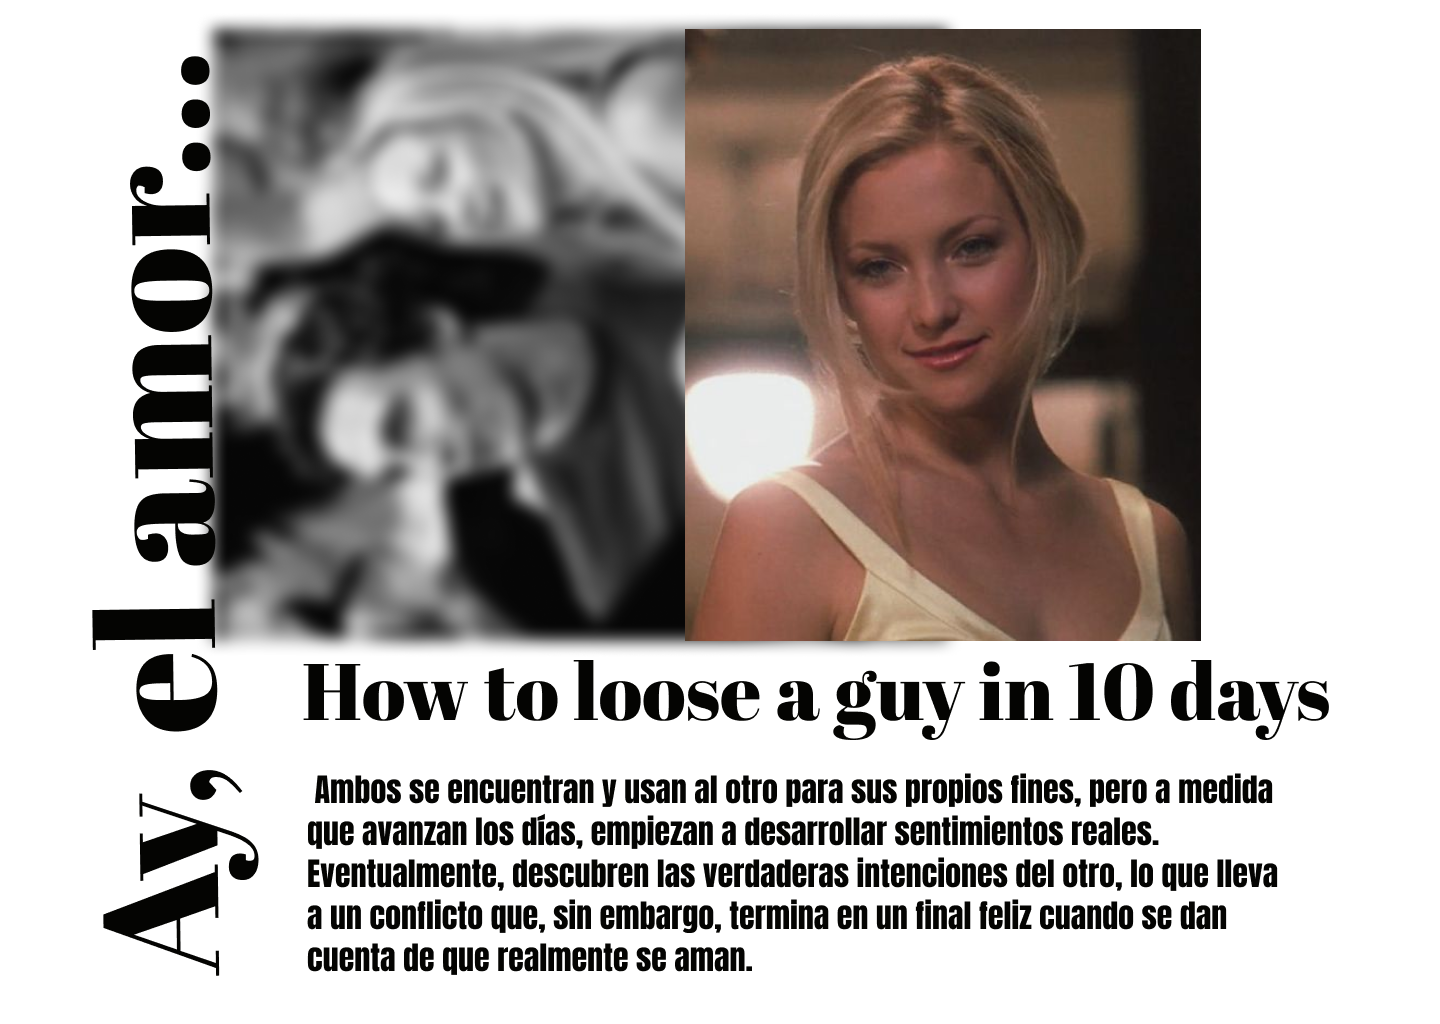 Ay, el amor...
How to loose a guy in 10 days
Ambos se encuentran y usan al otro para sus propios fines, pero a medida
que avanzan los días, empiezan a desarrollar sentimientos reales.
Eventualmente, descubren las verdaderas intenciones del otro, lo que lleva
a un conflicto que, sin embargo, termina en un final feliz cuando se dan
cuenta de que realmente se aman.